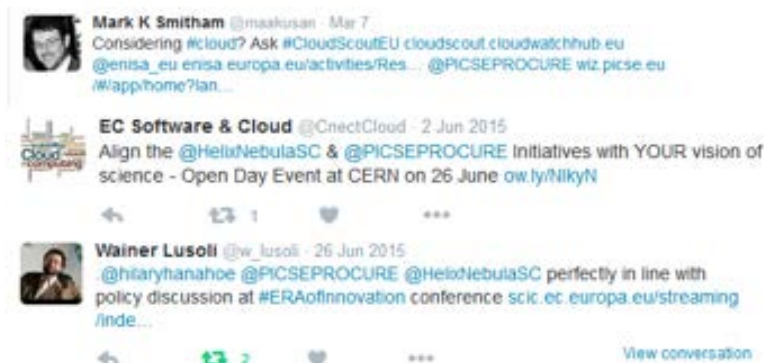 Mark K Smitham @maakusan · Mar 7
Considering #cloud? Ask #CloudScoutEU cloudscout.cloudwatchhub.eu
@enisa_eu enisa.europa.eu/activities/Res... @PICSEPROCURE wiz.picse.eu
/#/app/home?lan...
EC Software & Cloud @CnectCloud · 2 Jun 2015
Cloud
computing
Align the @HelixNebulaSC & @PICSEPROCURE Initiatives with YOUR vision of
science - Open Day Event at CERN on 26 June ow.ly/NlkyN
1
Wainer Lusoli @w_lusoli · 26 Jun 2015
.@hilaryhanahoe @PICSEPROCURE @HelixNebulaSC perfectly in line with
policy discussion at #ERAofInnovation conference scic.ec.europa.eu/streaming
/inde...
2
View conversation